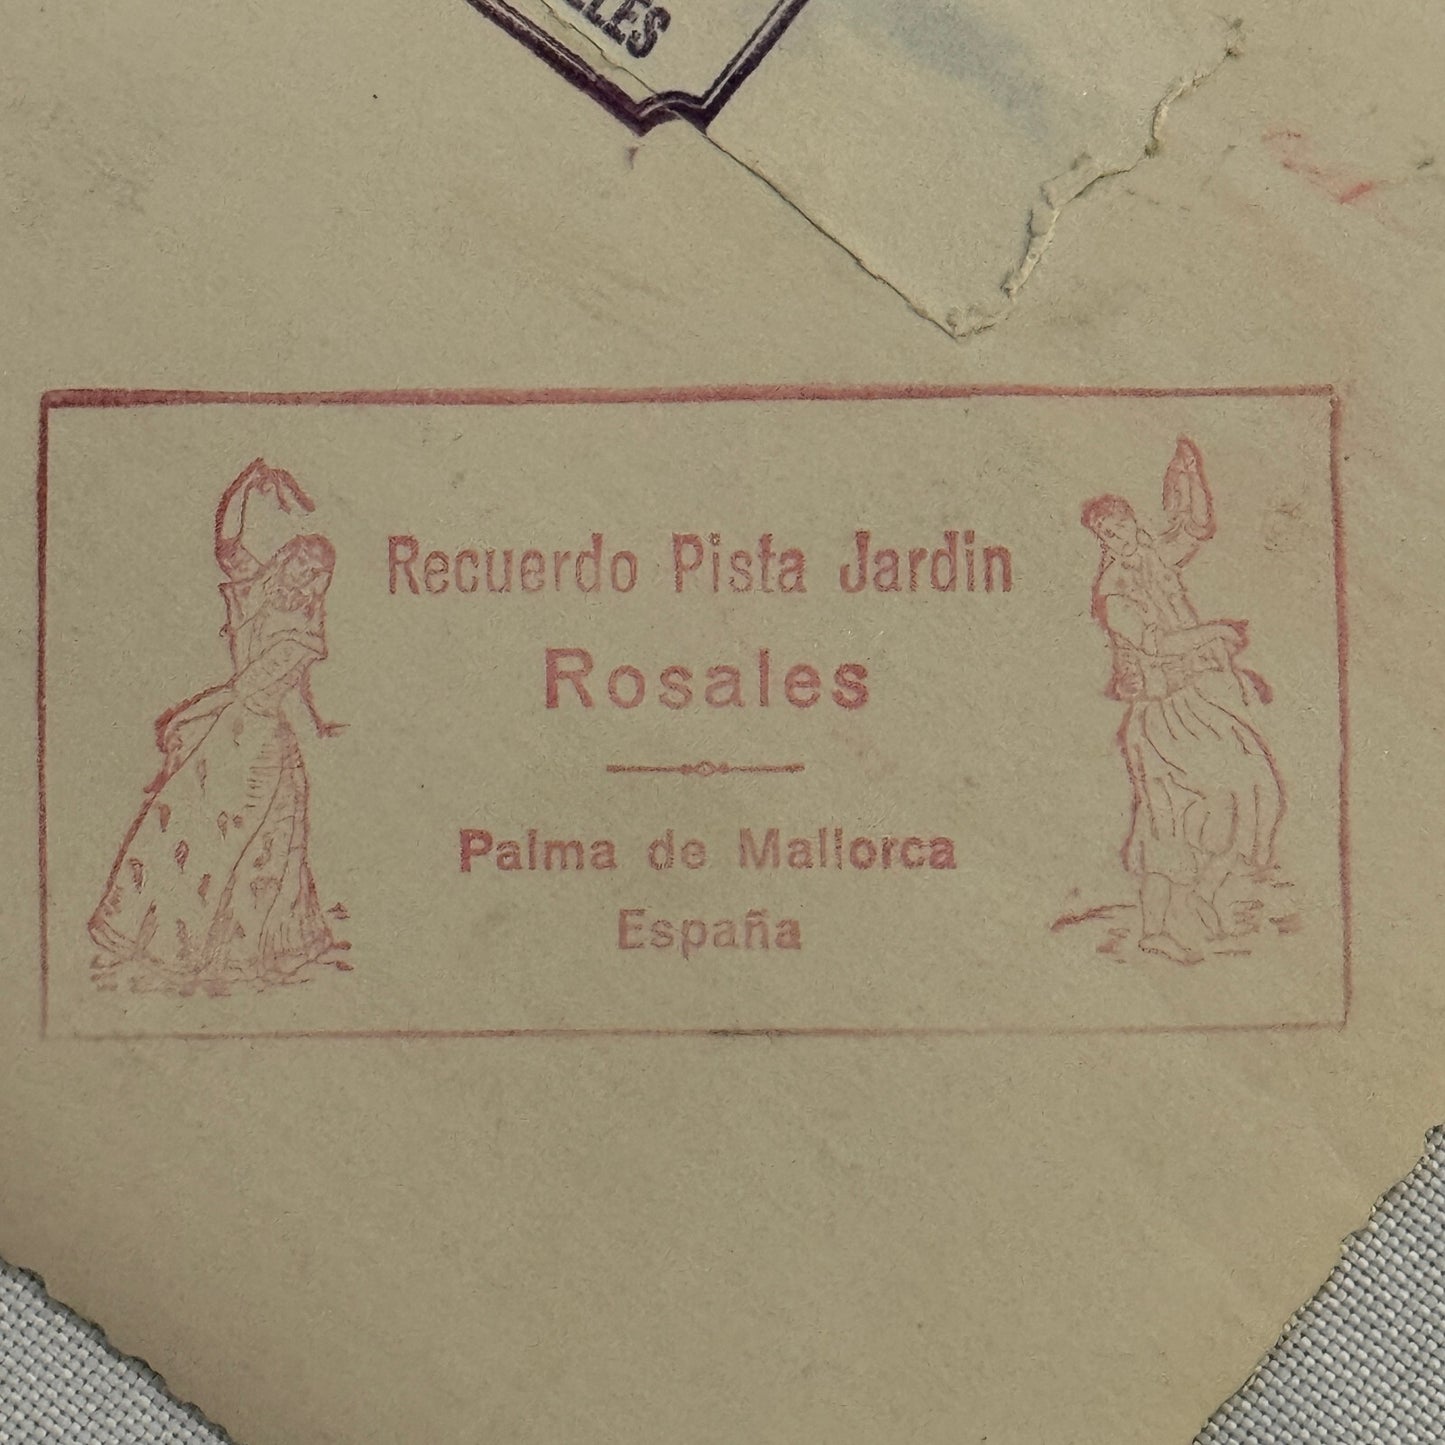 Recuerdo Pista Jardin
Rosales
Palma de Mallorca
España